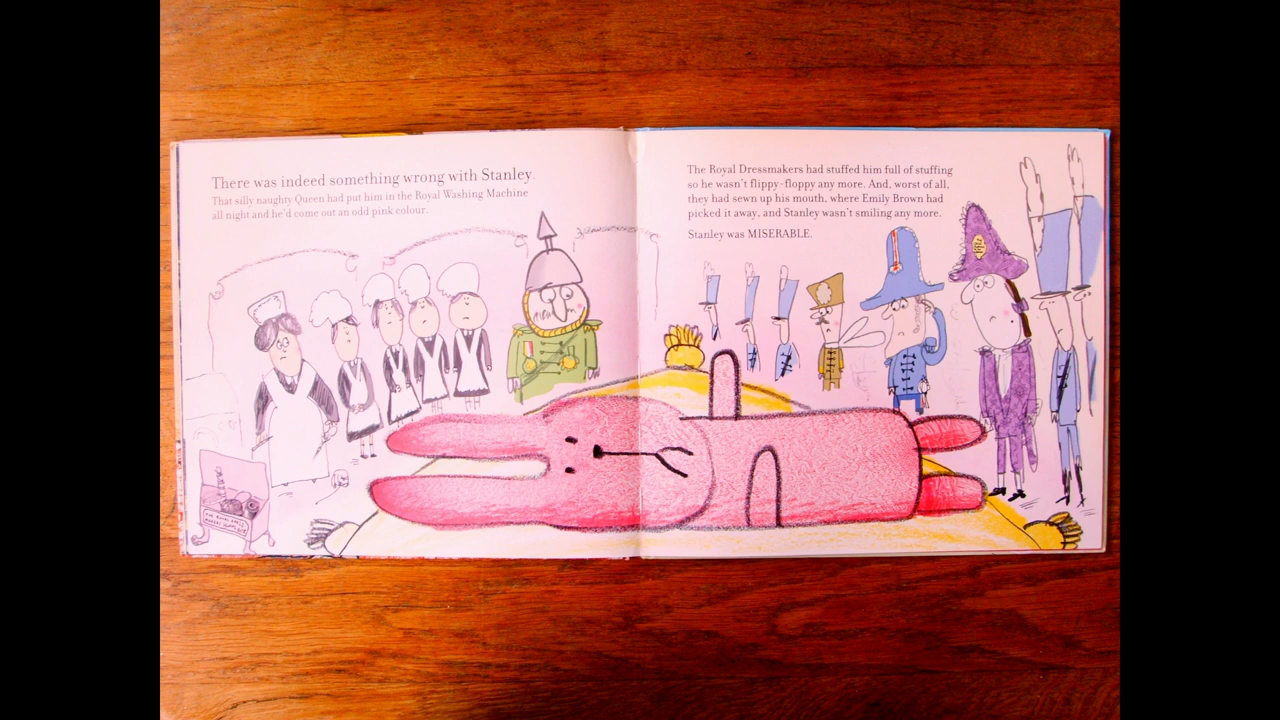 There was indeed something wrong with Stanley.
That silly naughty Queen had put him in the Royal Washing Machine
all night and he'd come out an odd pink colour.
The Royal Dressmakers had stuffed him full of stuffing
so he wasn't flippy-floppy any more. And, worst of all,
they had sewn up his mouth, where Emily Brown had
picked it away, and Stanley wasn't smiling any more.
Stanley was MISERABLE.